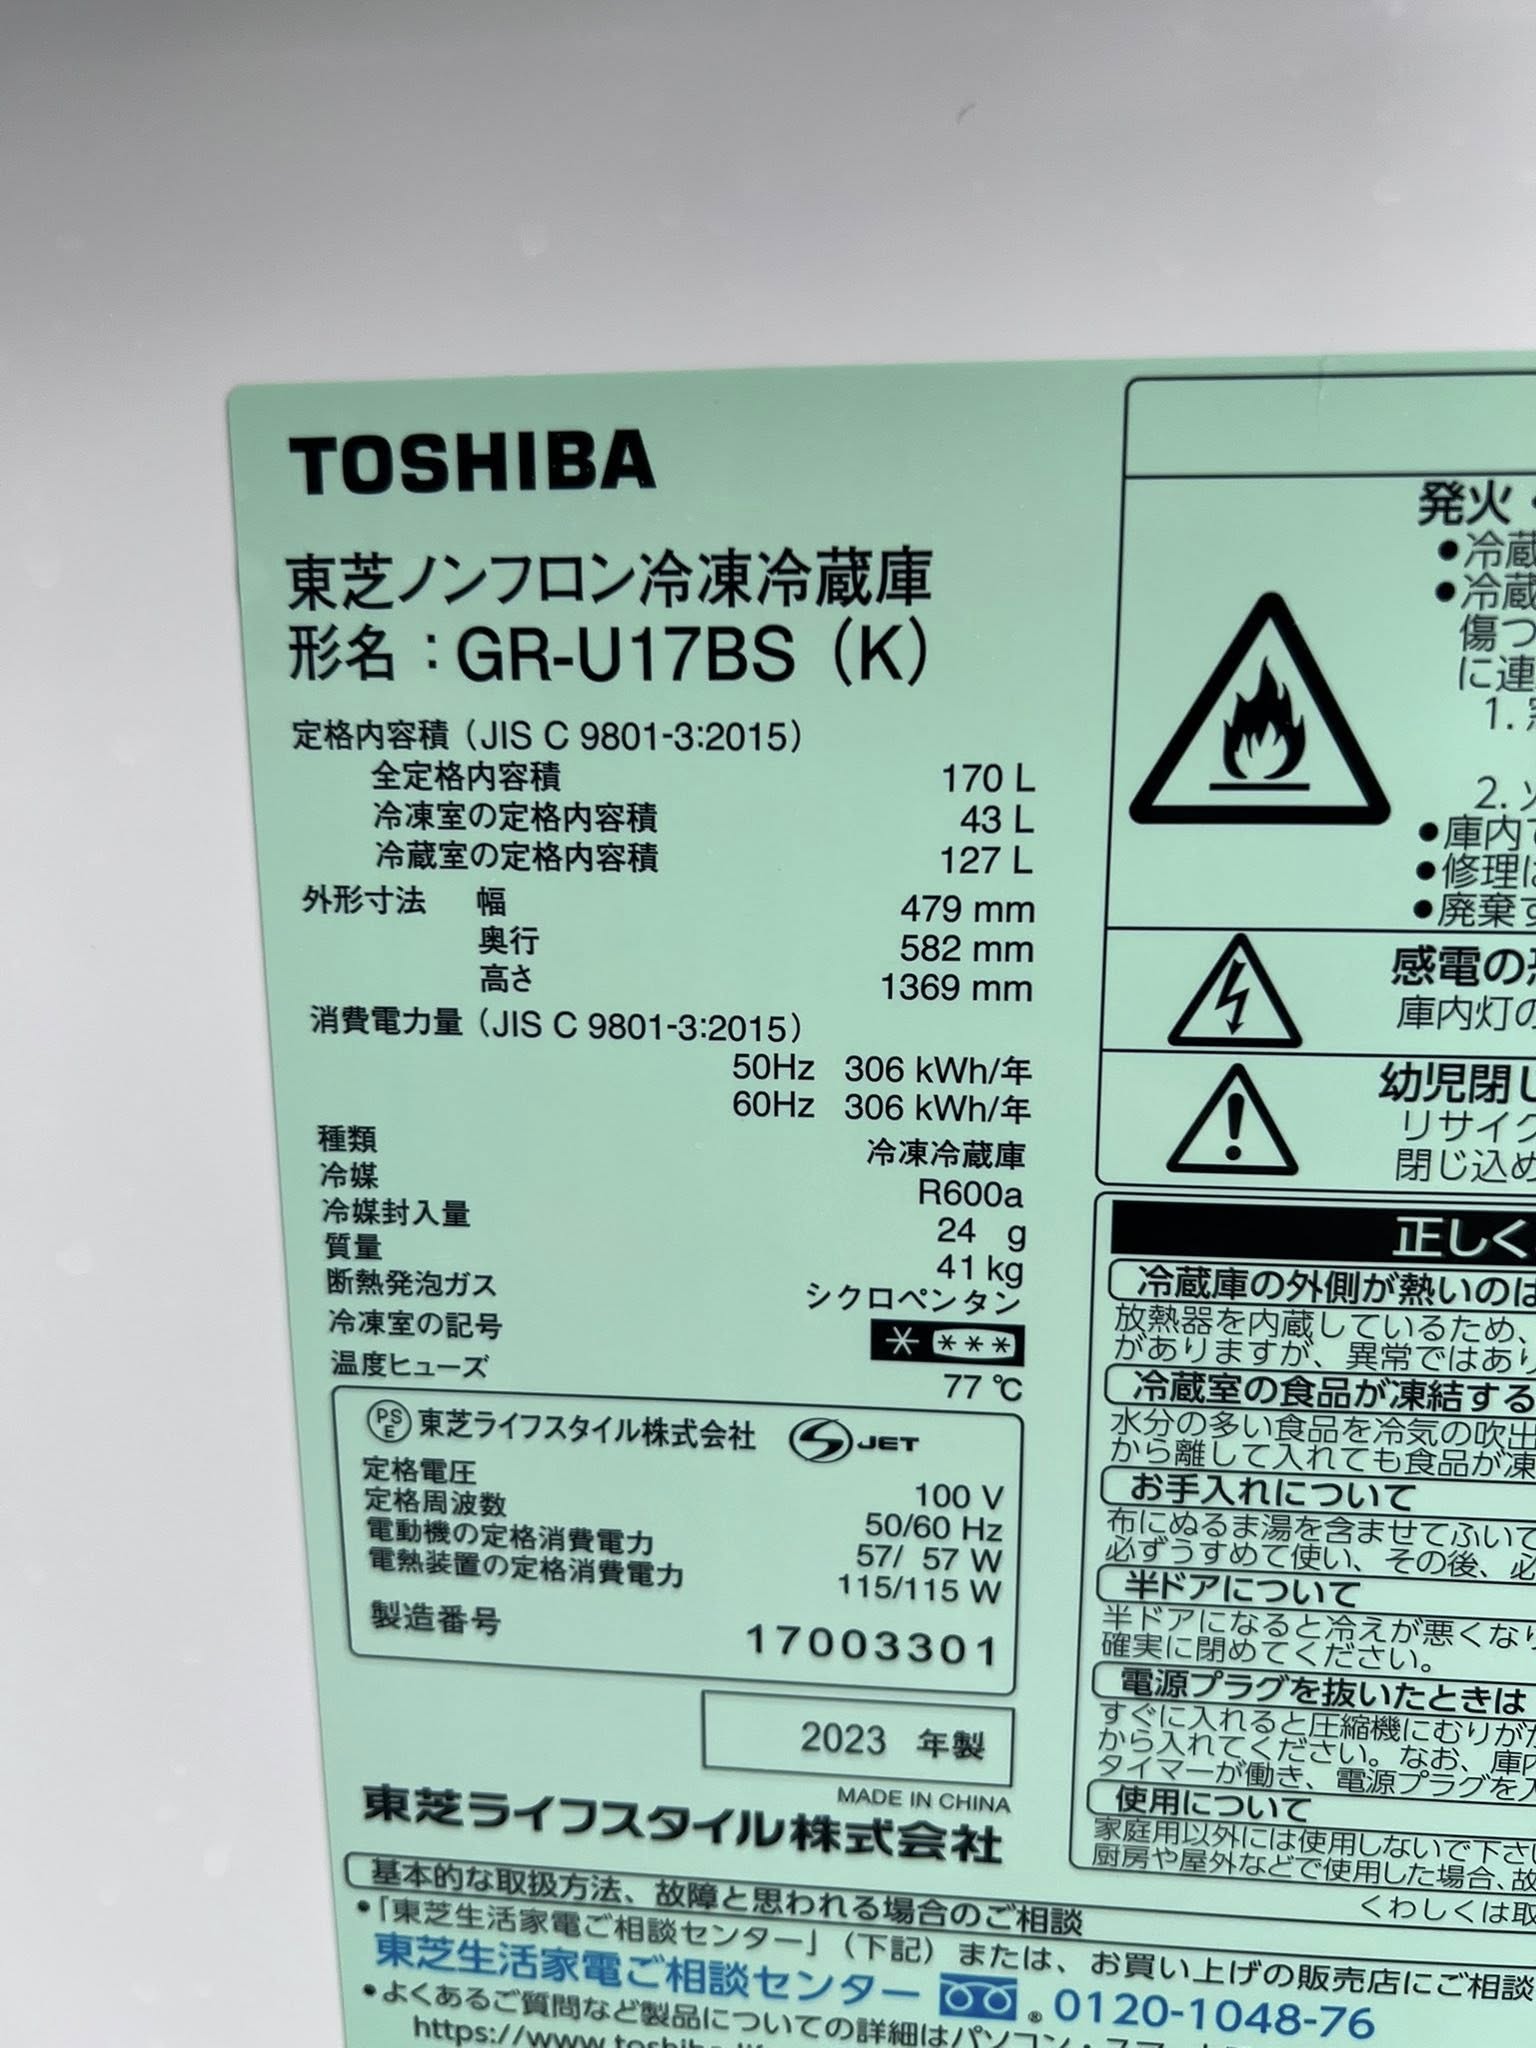 TOSHIBA
東芝ノンフロン冷凍冷蔵庫
形名：GR-U17BS（K）
定格内容積（JIS C 9801-3:2015）
全定格内容積 170 L
冷凍室の定格内容積 43 L
冷蔵室の定格内容積 127 L
外形寸法 幅 479 mm
奥行 582 mm
高さ 1369 mm
消費電力量（JIS C 9801-3:2015）
50Hz 306 kWh/年
60Hz 306 kWh/年
種類 冷凍冷蔵庫
冷媒 R600a
冷媒封入量 24 g
質量 41 kg
断熱発泡ガス シクロペンタン
冷凍室の記号 * ***
温度ヒューズ 77 ℃
PSE 東芝ライフスタイル株式会社 JET
定格電圧 100 V
定格周波数 50/60 Hz
電動機の定格消費電力 57/ 57 W
電熱装置の定格消費電力 115/115 W
製造番号 17003301
2023 年製
MADE IN CHINA
東芝ライフスタイル株式会社
基本的な取扱方法、故障と思われる場合のご相談
•「東芝生活家電ご相談センター」（下記）または、お買い上げの販売店にご相談
東芝生活家電ご相談センター ® 0120-1048-76
•よくあるご質問など製品についての詳細はパソコン・
https://www.toshiba
発火・
•冷蔵
•冷蔵
傷つ
に連
1.
2.
•庫内
•修理
•廃棄
感電の
庫内灯の
幼児閉じ
リサイク
閉じ込め
正しく
冷蔵庫の外側が熱いのは
放熱器を内蔵しているため、
がありますが、異常ではあり
冷蔵室の食品が凍結する
水分の多い食品を冷気の吹出
から離して入れても食品が凍
お手入れについて
布にぬるま湯を含ませてふいて
必ずうすめて使い、その後、必
半ドアについて
半ドアになると冷えが悪くなり
確実に閉めてください。
電源プラグを抜いたときは
すぐに入れると圧縮機にむりがか
から入れてください。なお、庫内
タイマーが働き、電源プラグを入
使用について
家庭用以外には使用しないで下さい
厨房や屋外などで使用した場合、故
くわしくは取